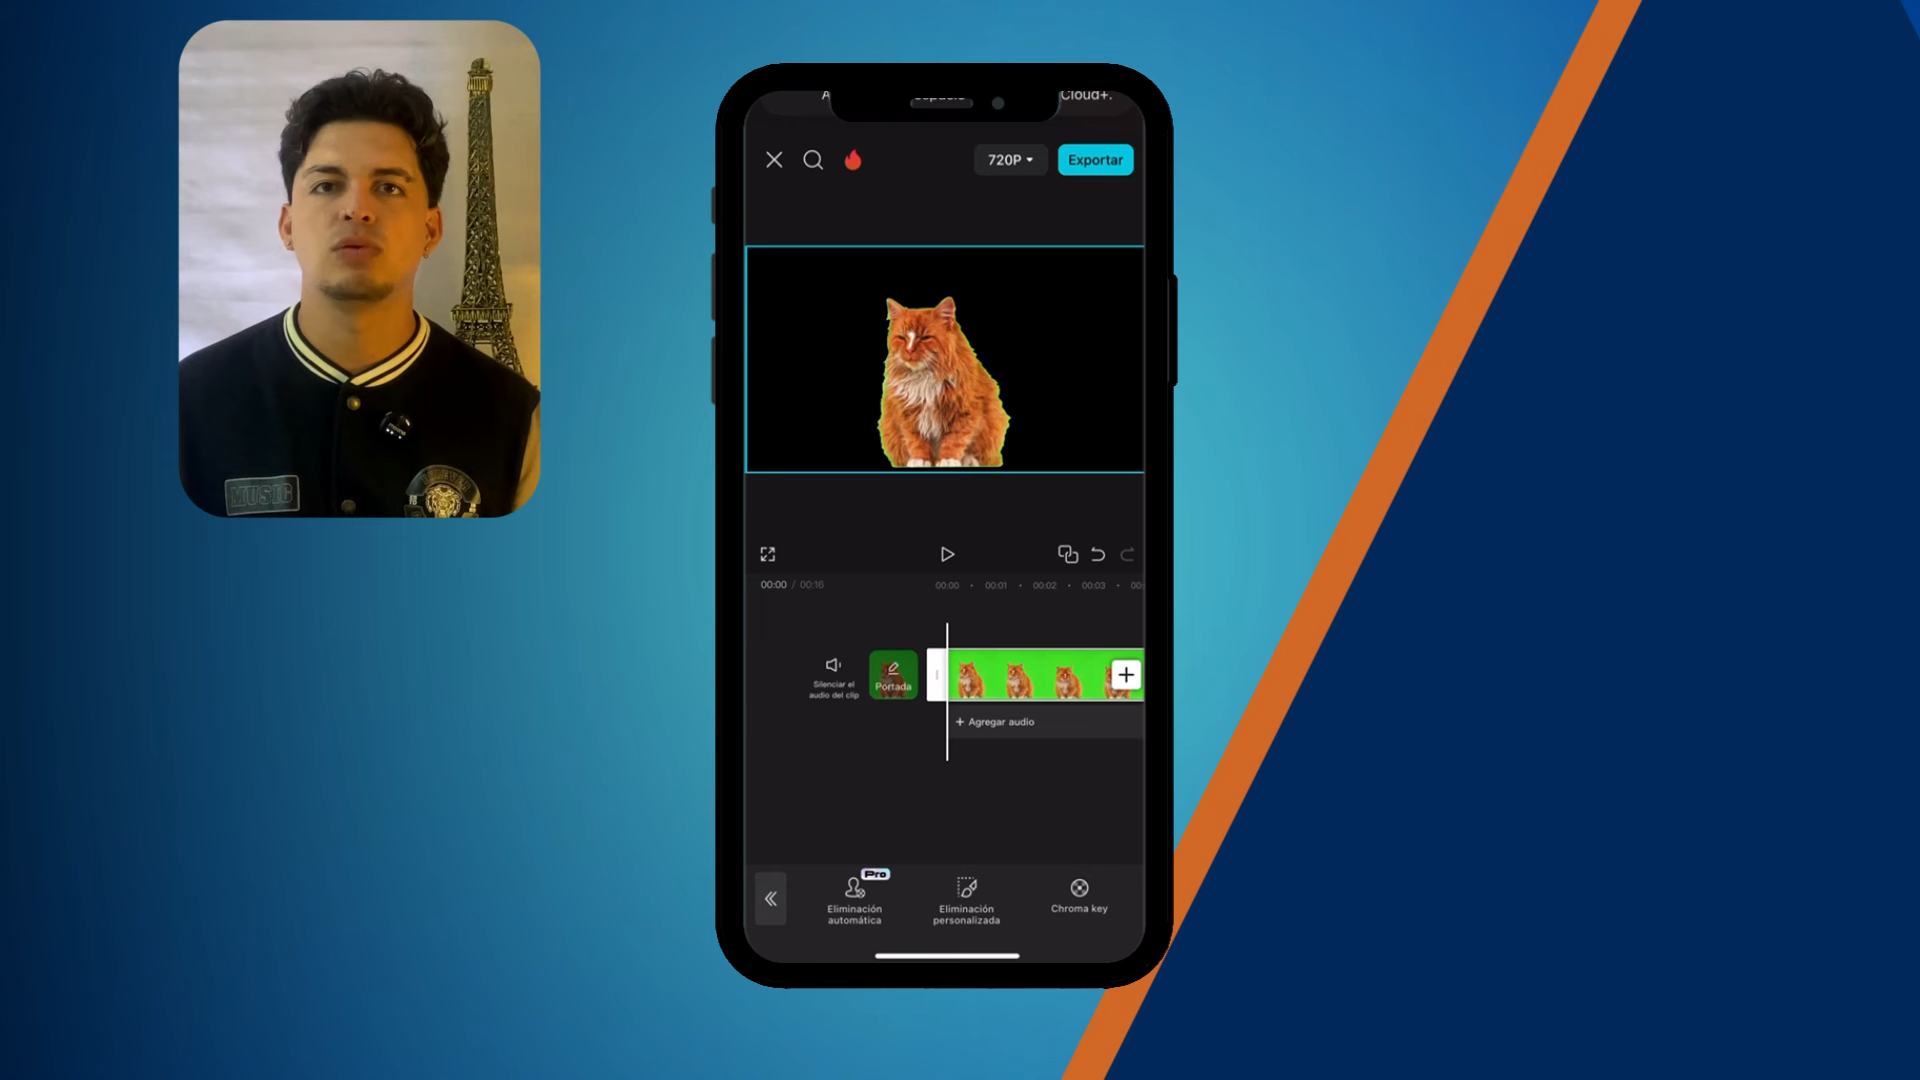 MUSIC
Cloud+.
720P
Exportar
00:00 / 00:16
00:00 00:01 00:02 00:03 00:
Silenciar el
audio del clip
Portada
+ Agregar audio
Pro
Eliminación
automática
Eliminación
personalizada
Chroma key